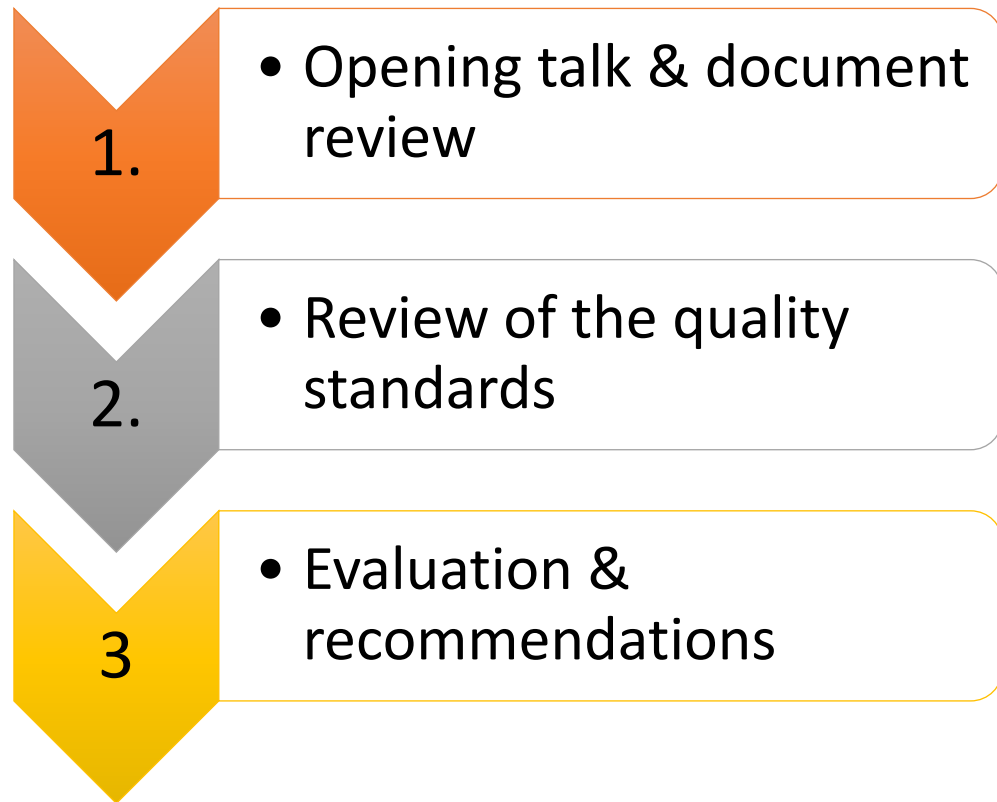 1.
• Opening talk & document
review
2.
• Review of the quality
standards
3
• Evaluation &
recommendations